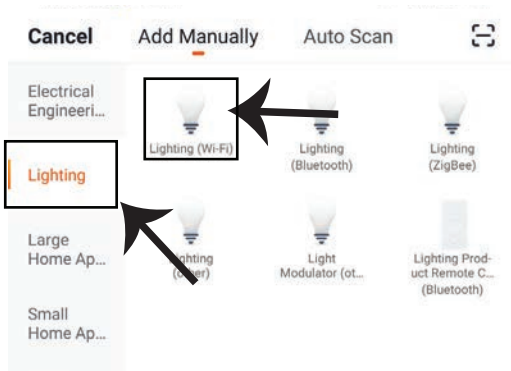 Cancel
Add Manually
Auto Scan
Electrical
Engineeri...
Lighting
Large
Home Ap...
Small
Home Ap...
Lighting (Wi-Fi)
Lighting
(Bluetooth)
Lighting
(ZigBee)
Light
Modulator (ot...
Lighting Prod-
uct Remote C...
(Bluetooth)